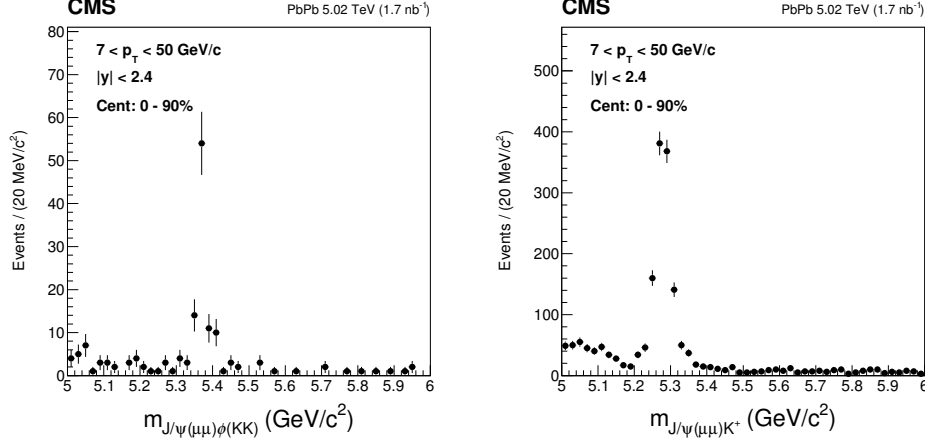 CMS PbPb 5.02 TeV (1.7 nb⁻¹)
7 < p_T < 50 GeV/c
|y| < 2.4
Cent: 0 - 90%
Events / (20 MeV/c²)
80
70
60
50
40
30
20
10
0
5 5.1 5.2 5.3 5.4 5.5 5.6 5.7 5.8 5.9 6
m_J/ψ(μμ)ϕ(KK) (GeV/c²)
CMS PbPb 5.02 TeV (1.7 nb⁻¹)
7 < p_T < 50 GeV/c
|y| < 2.4
Cent: 0 - 90%
Events / (20 MeV/c²)
500
400
300
200
100
0
5 5.1 5.2 5.3 5.4 5.5 5.6 5.7 5.8 5.9 6
m_J/ψ(μμ)K⁺ (GeV/c²)